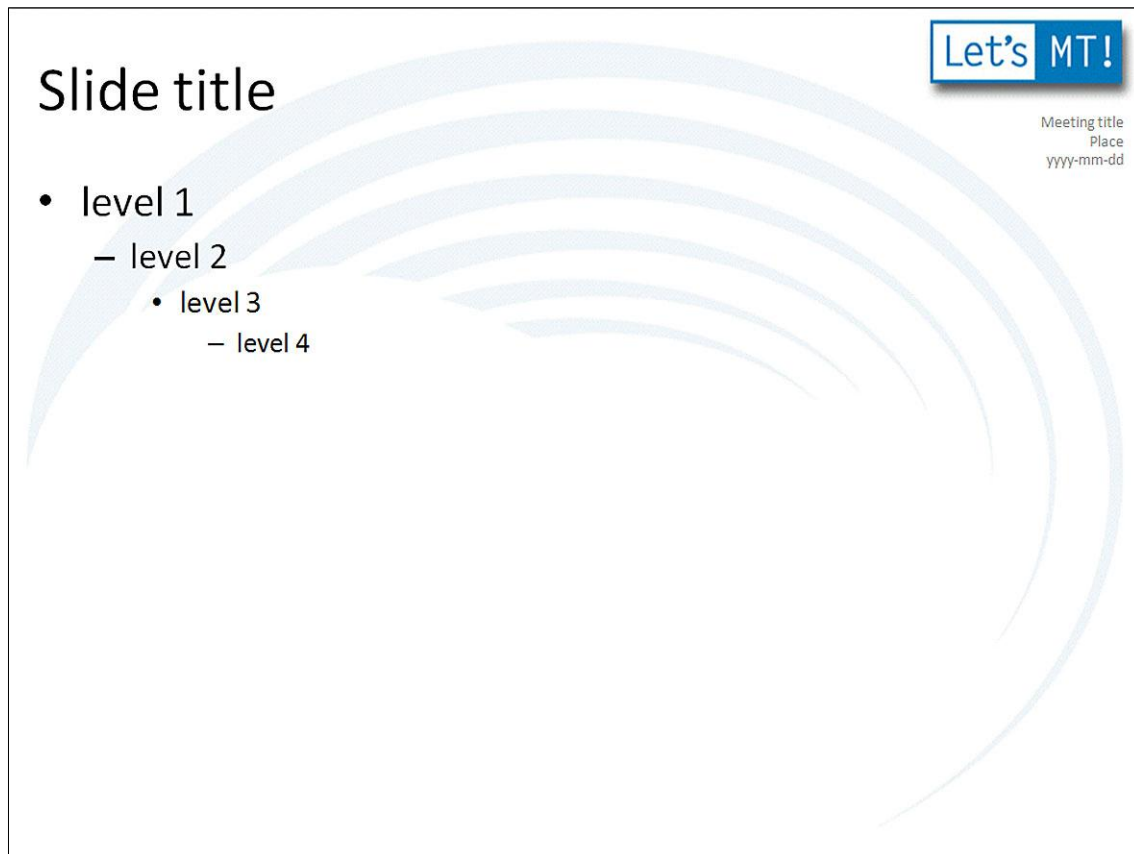 Let's MT!
Slide title
Meeting title
Place
yyyy-mm-dd
• level 1
– level 2
• level 3
– level 4